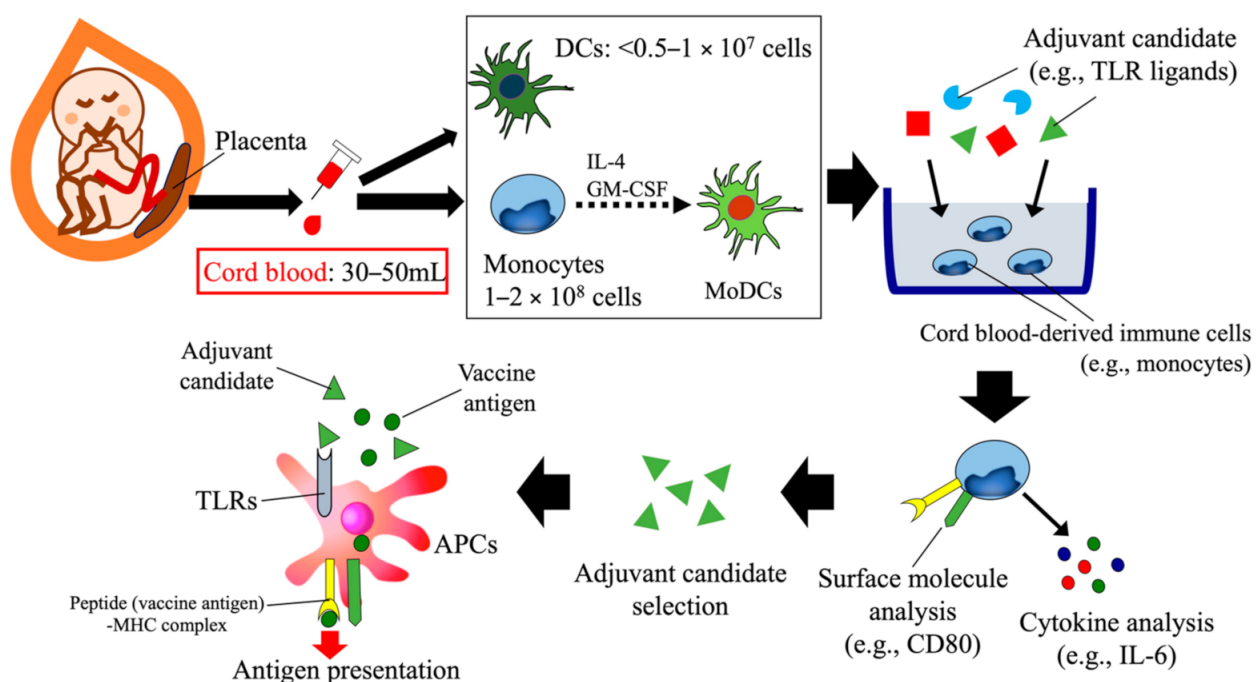 Placenta
Cord blood: 30–50mL
DCs: <0.5–1 × 10⁷ cells
IL-4
GM-CSF
Monocytes
1–2 × 10⁸ cells
MoDCs
Adjuvant candidate
(e.g., TLR ligands)
Cord blood-derived immune cells
(e.g., monocytes)
Surface molecule
analysis
(e.g., CD80)
Cytokine analysis
(e.g., IL-6)
Adjuvant candidate
selection
Adjuvant
candidate
Vaccine
antigen
TLRs
APCs
Peptide (vaccine antigen)
-MHC complex
Antigen presentation